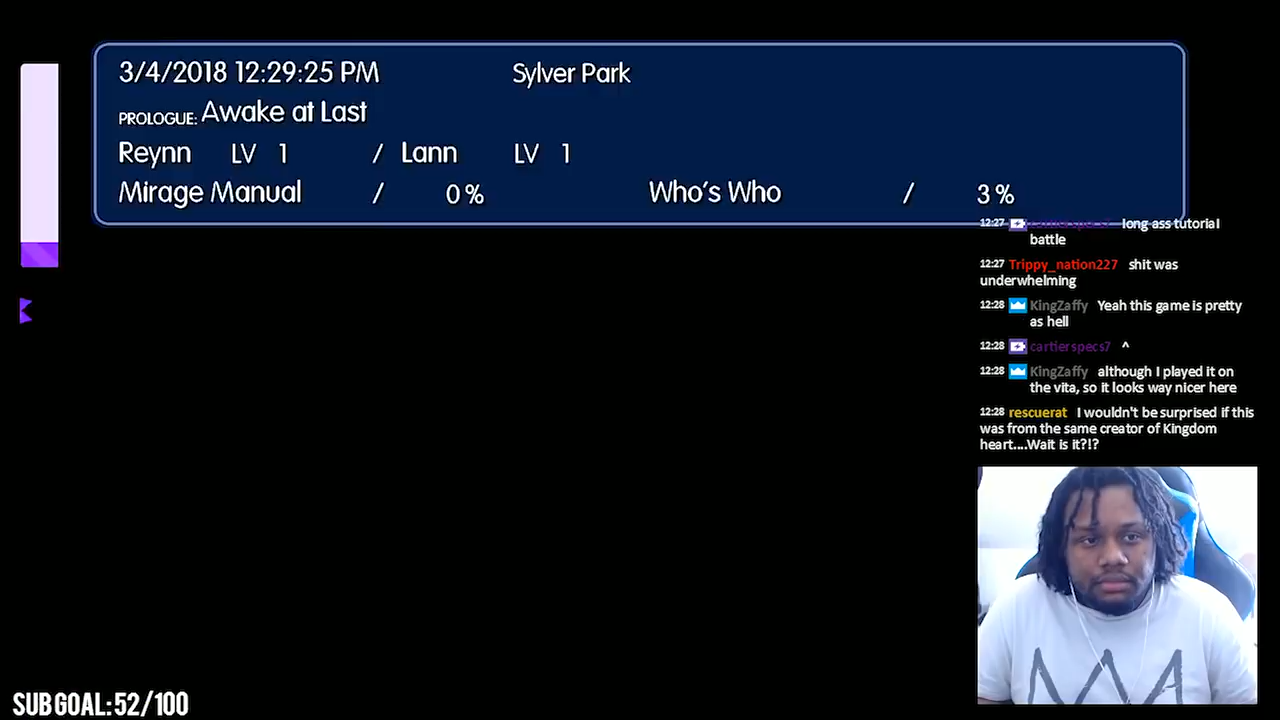 3/4/2018 12:29:25 PM Sylver Park
PROLOGUE: Awake at Last
Reynn LV 1 / Lann LV 1
Mirage Manual / 0% Who's Who / 3%
12:27 cartierspecs7 long ass tutorial
battle
12:27 Trippy_nation227 shit was
underwhelming
12:28 KingZaffy Yeah this game is pretty
as hell
12:28 cartierspecs7 ^
12:28 KingZaffy although I played it on
the vita, so it looks way nicer here
12:28 rescuerat I wouldn't be surprised if this
was from the same creator of Kingdom
heart....Wait is it?!?
SUB GOAL: 52/100